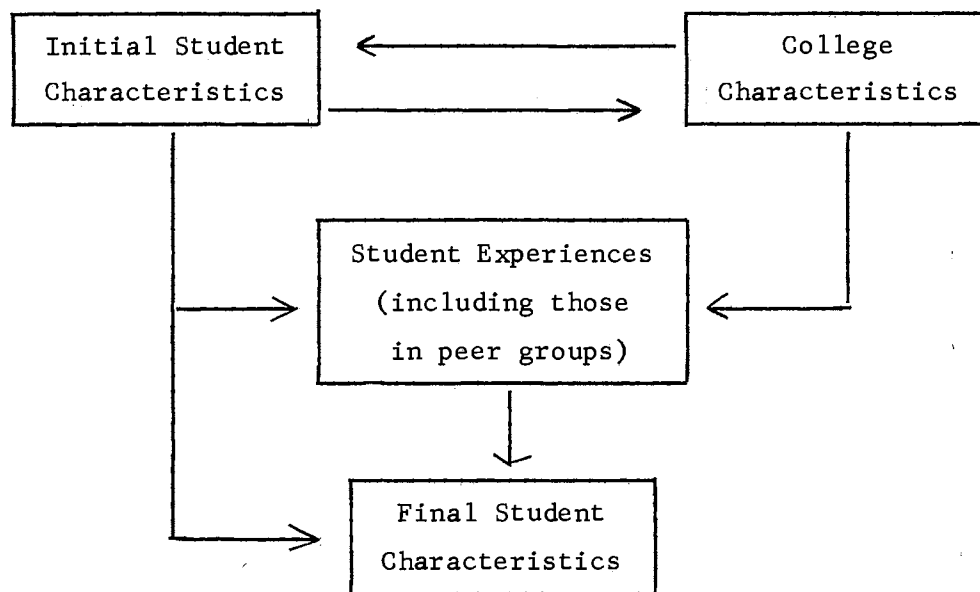 Initial Student
Characteristics
College
Characteristics
Student Experiences
(including those
in peer groups)
Final Student
Characteristics